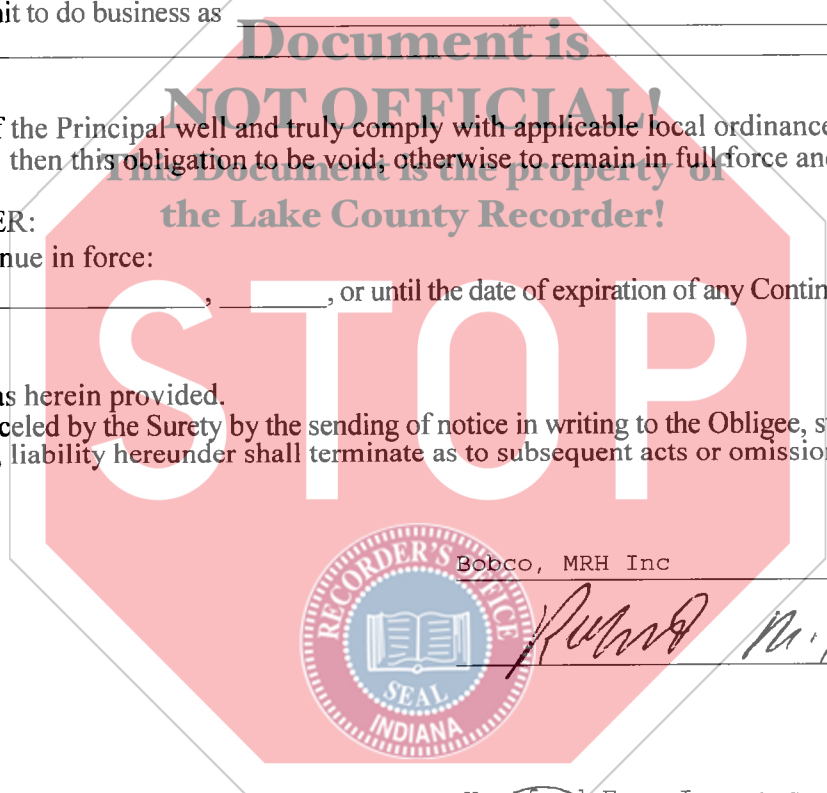 nit to do business as
Document is
NOT OFFICIAL!
f the Principal well and truly comply with applicable local ordinance
then this obligation to be void; otherwise to remain in full force and
This Document is the property of
the Lake County Recorder!
ER:
nue in force:
, , or until the date of expiration of any Contin
STOP
as herein provided.
celed by the Surety by the sending of notice in writing to the Obligee, s
, liability hereunder shall terminate as to subsequent acts or omission
Bobco, MRH Inc
RECORDER'S OFFICE
SEAL
INDIANA